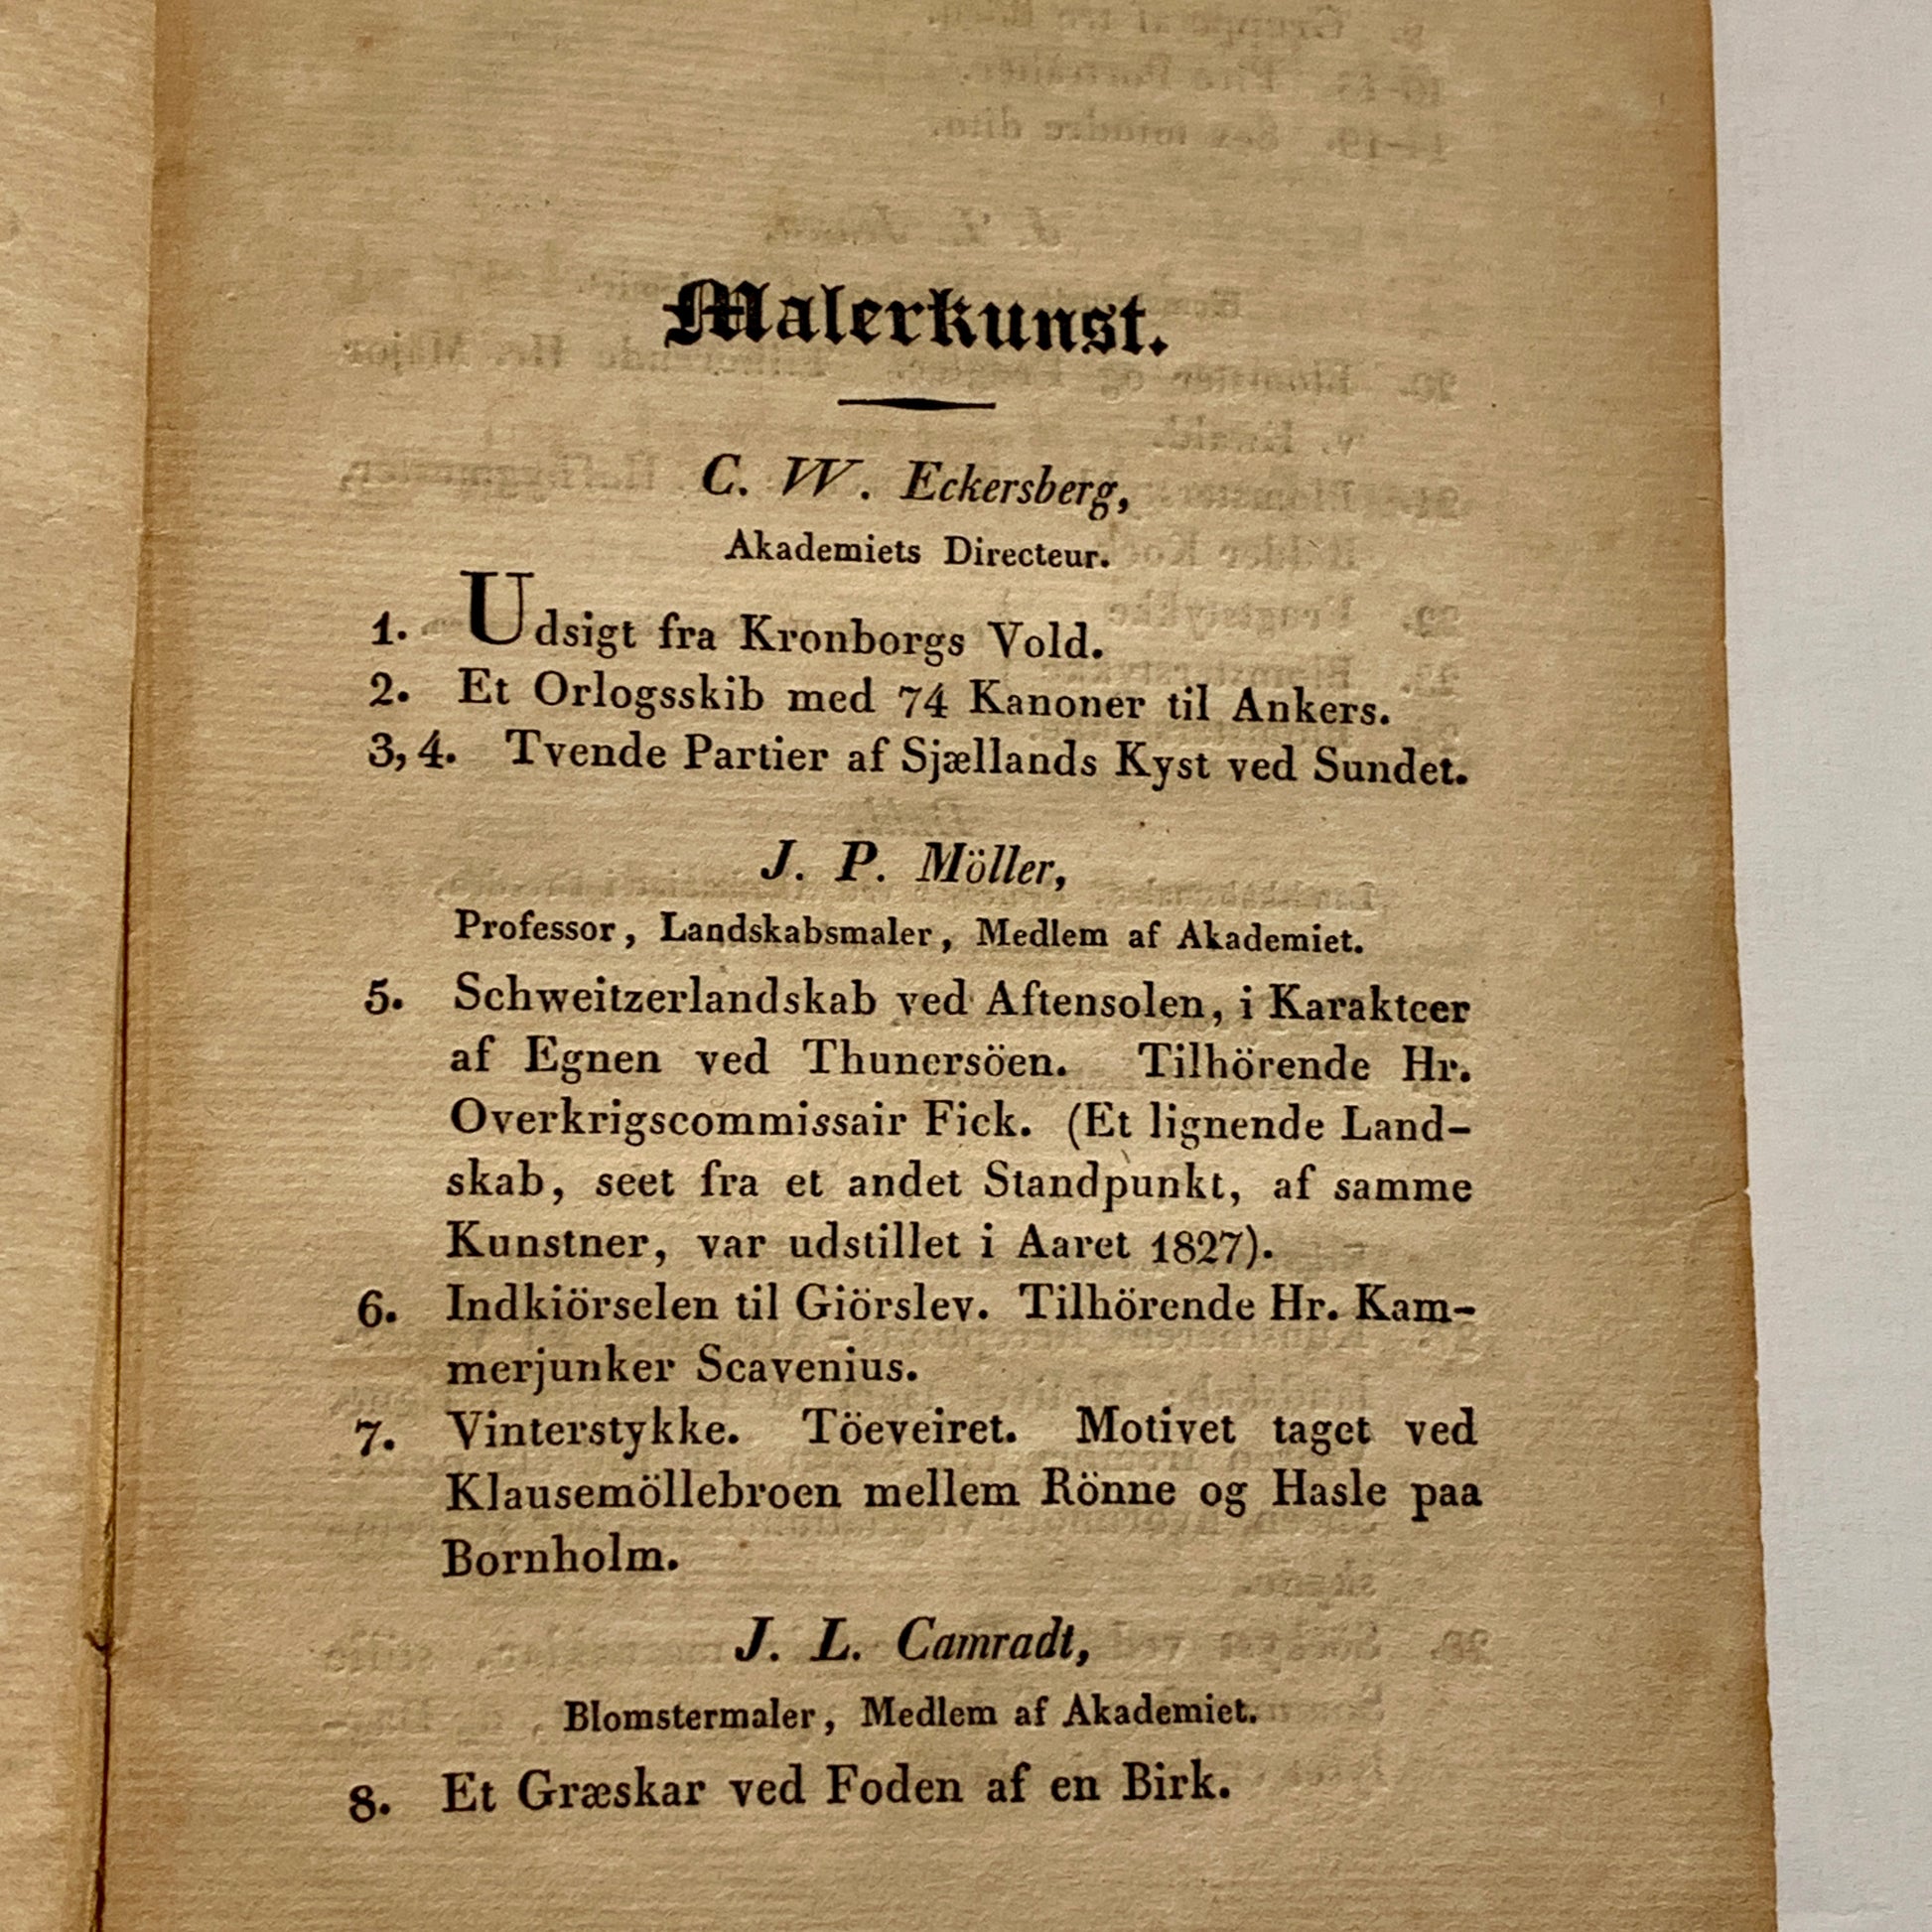 Malerkunst.
C. W. Eckersberg,
Akademiets Directeur.
1. Udsigt fra Kronborgs Vold.
2. Et Orlogsskib med 74 Kanoner til Ankers.
3, 4. Tvende Partier af Sjællands Kyst ved Sundet.
J. P. Möller,
Professor, Landskabsmaler, Medlem af Akademiet.
5. Schweitzerlandskab ved Aftensolen, i Karakteer
af Egnen ved Thunersöen. Tilhörende Hr.
Overkrigscommissair Fick. (Et lignende Land-
skab, seet fra et andet Standpunkt, af samme
Kunstner, var udstillet i Aaret 1827).
6. Indkiörselen til Giörslev. Tilhörende Hr. Kam-
merjunker Scavenius.
7. Vinterstykke. Töeveiret. Motivet taget ved
Klausemöllebroen mellem Rönne og Hasle paa
Bornholm.
J. L. Camradt,
Blomstermaler, Medlem af Akademiet.
8. Et Græskar ved Foden af en Birk.